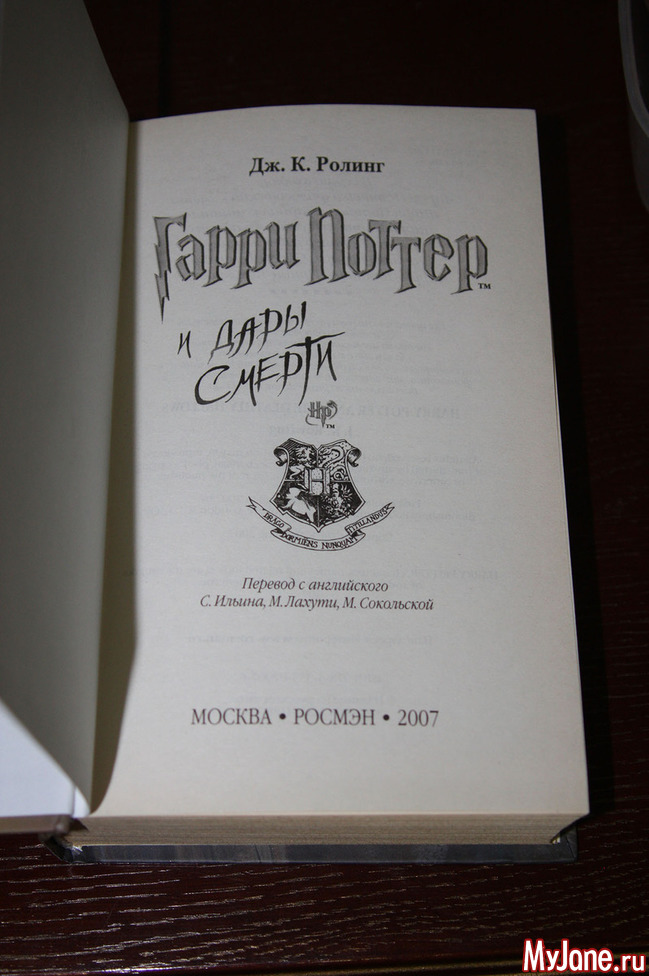 Дж. К. Ролинг
Гарри Поттер™
и дары
смерти
HP™
DRACO DORMIENS NUNQUAM TITILLANDUS
Перевод с английского
С. Ильина, М. Лахути, М. Сокольской
МОСКВА • РОСМЭН • 2007
MyJane.ru